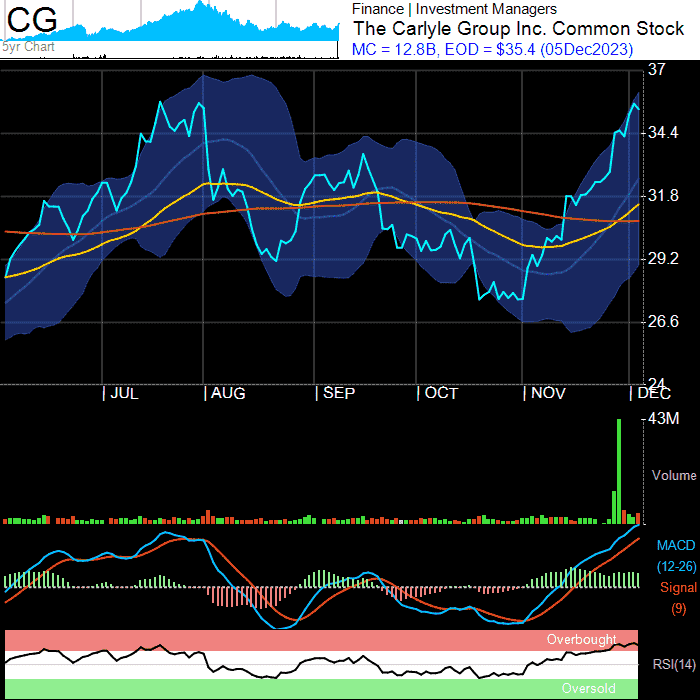 CG
5yr Chart
Finance | Investment Managers
The Carlyle Group Inc. Common Stock
MC = 12.8B, EOD = $35.4 (05Dec2023)
37
34.4
31.8
29.2
26.6
24
JUL AUG SEP OCT NOV DEC
43M
Volume
MACD
(12-26)
Signal
(9)
Overbought
RSI(14)
Oversold